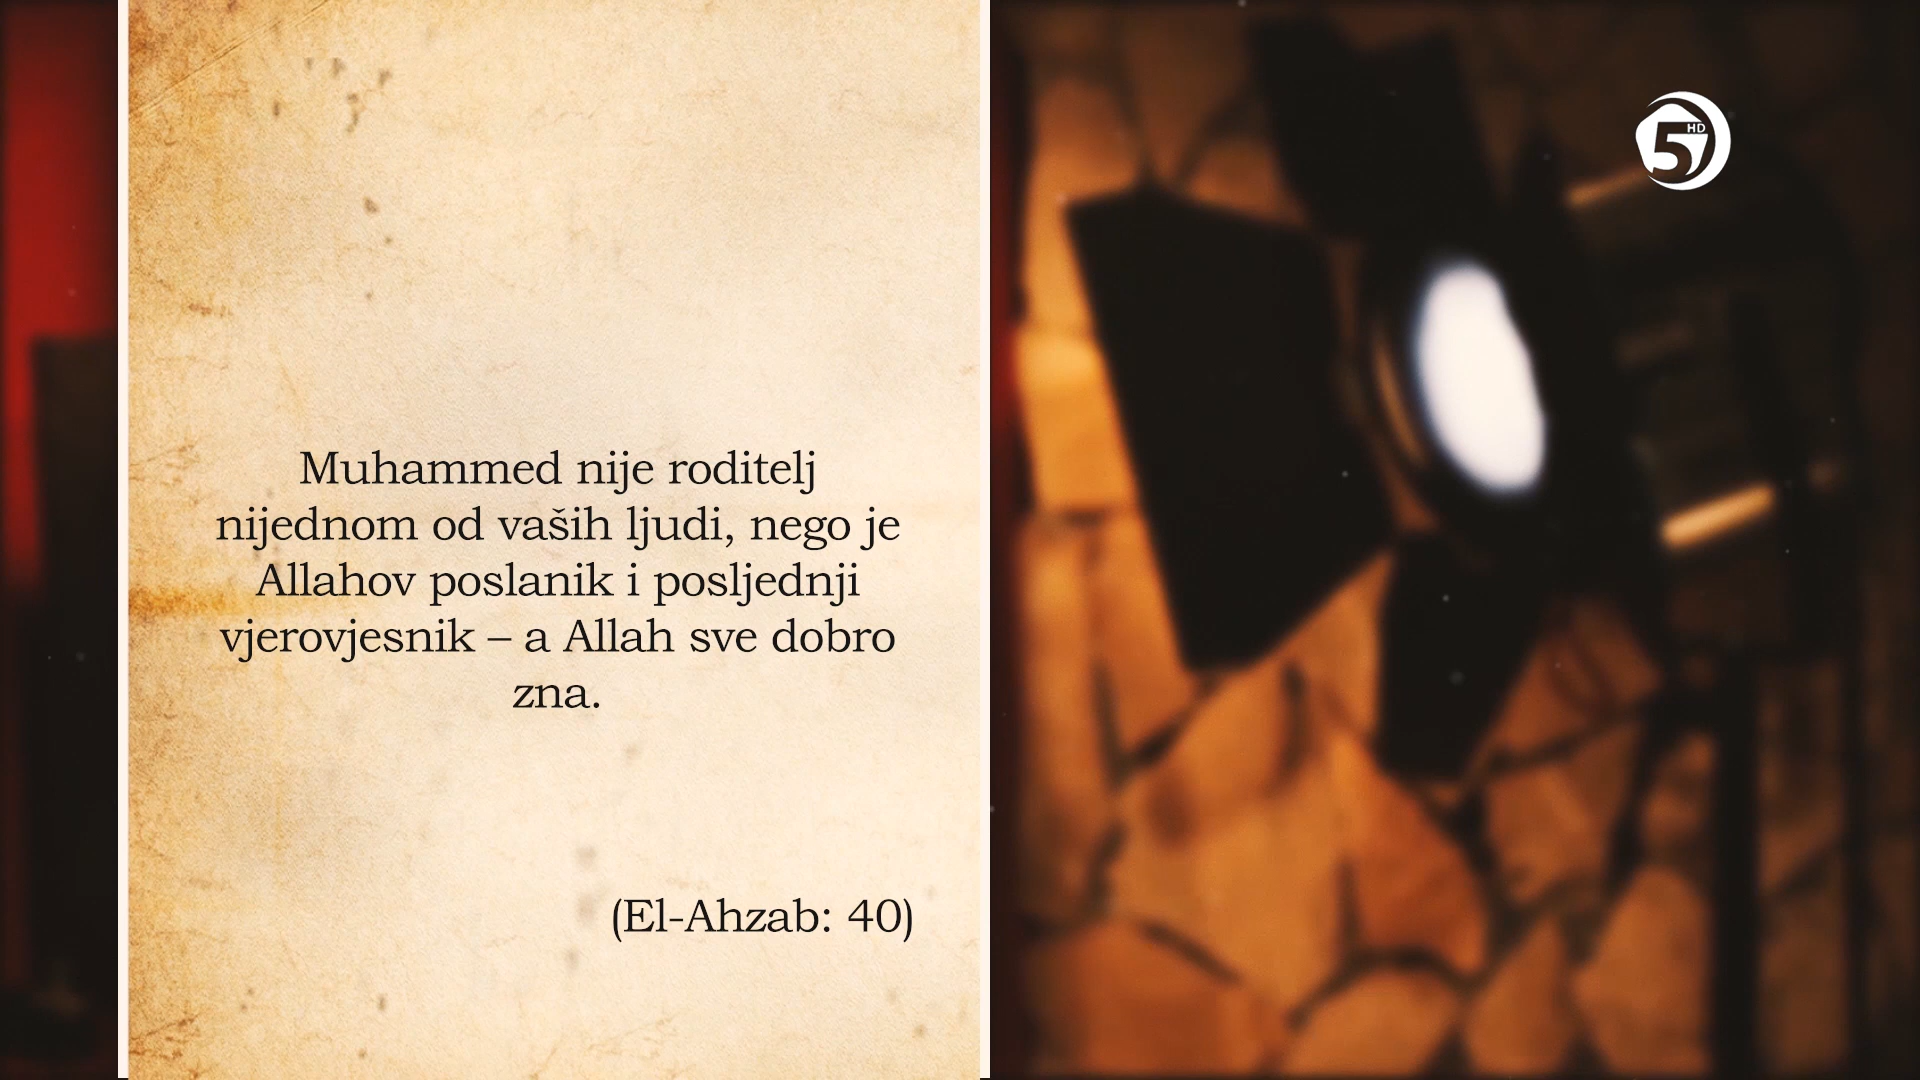 5 HD
Muhammed nije roditelj
nijednom od vaših ljudi, nego je
Allahov poslanik i posljednji
vjerovjesnik – a Allah sve dobro
zna.
(El-Ahzab: 40)